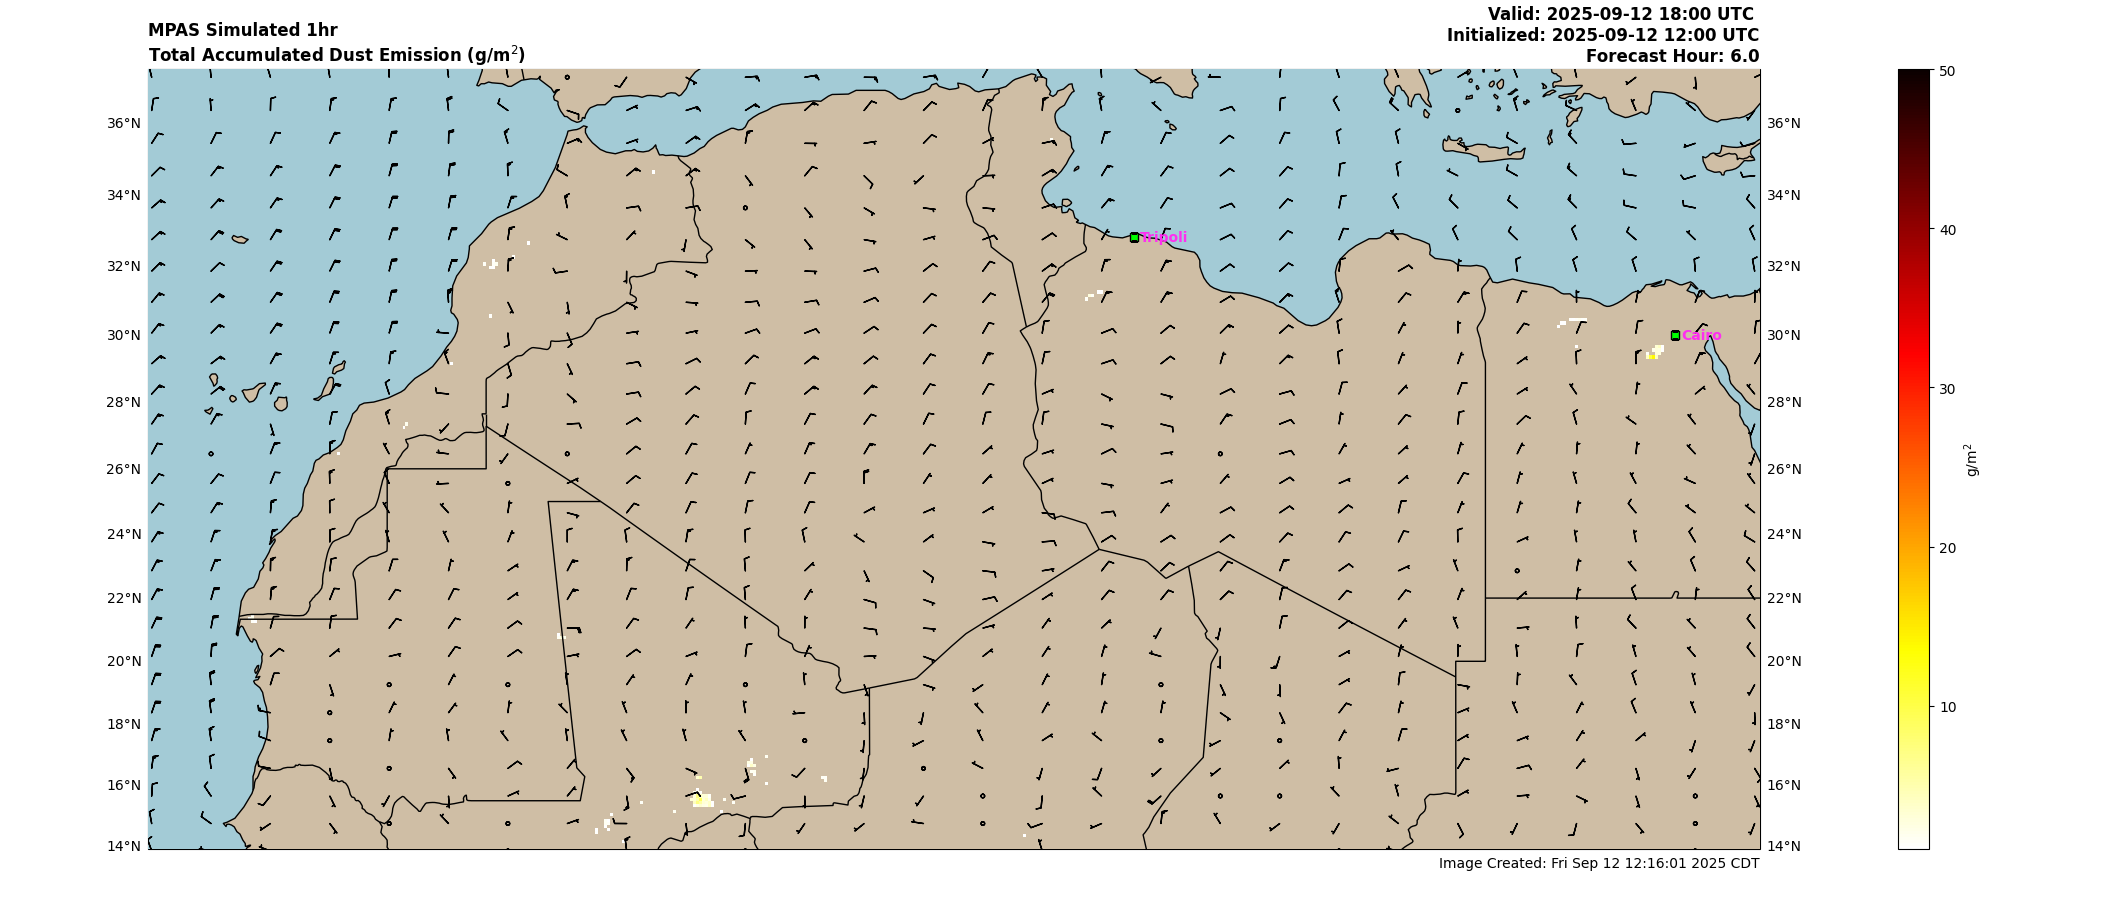 MPAS Simulated 1hr
Total Accumulated Dust Emission (g/m²)
Valid: 2025-09-12 18:00 UTC
Initialized: 2025-09-12 12:00 UTC
Forecast Hour: 6.0
36°N
34°N
32°N
30°N
28°N
26°N
24°N
22°N
20°N
18°N
16°N
14°N
Tripoli
Cairo
36°N
34°N
32°N
30°N
28°N
26°N
24°N
22°N
20°N
18°N
16°N
14°N
50
40
30
20
10
g/m²
Image Created: Fri Sep 12 12:16:01 2025 CDT